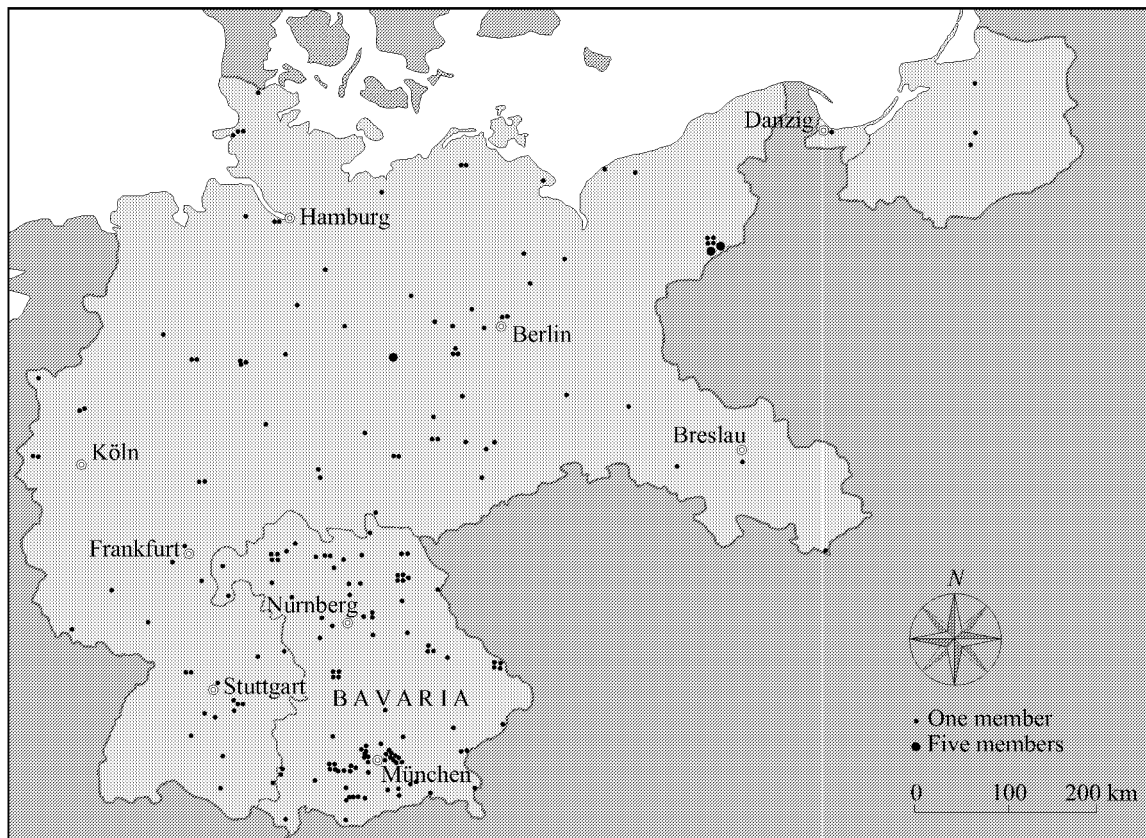 Danzig
Hamburg
Berlin
Breslau
Köln
Frankfurt
Nürnberg
Stuttgart
BAVARIA
München
N
One member
Five members
0 100 200 km